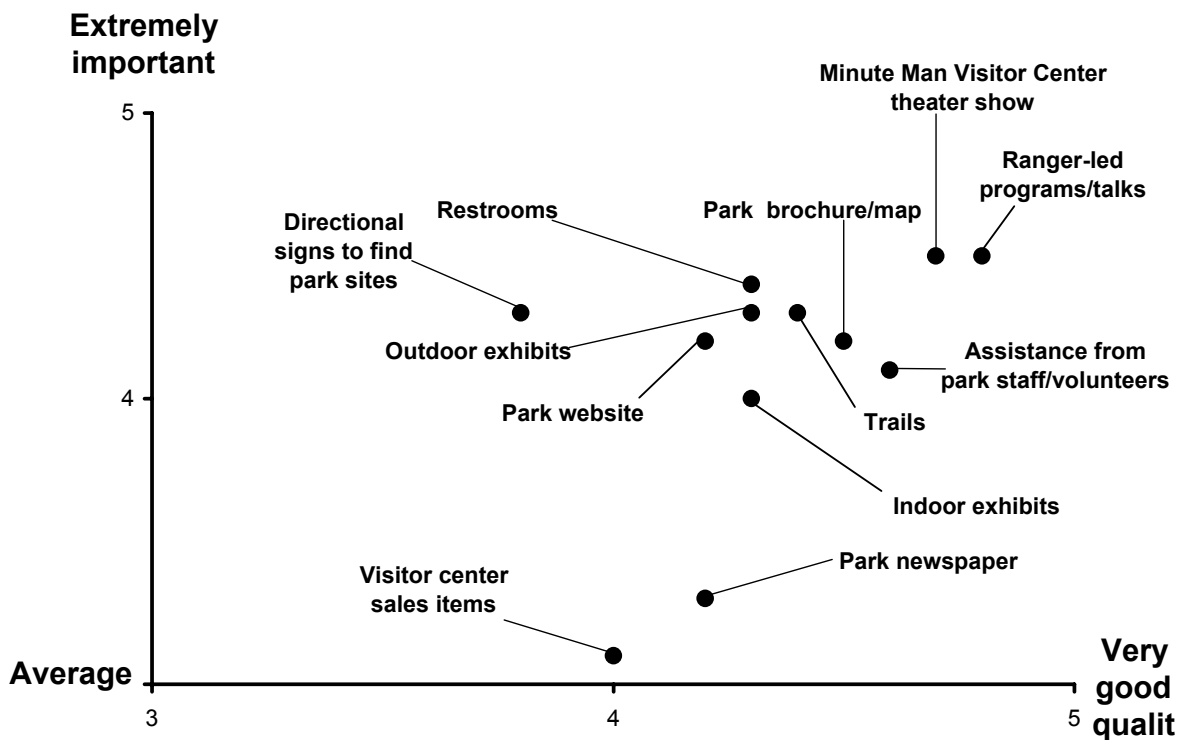 Extremely
important
Minute Man Visitor Center
theater show
5
Ranger-led
programs/talks
Restrooms
Park brochure/map
Directional
signs to find
park sites
Outdoor exhibits
Assistance from
park staff/volunteers
4
Park website
Trails
Indoor exhibits
Park newspaper
Visitor center
sales items
Average
Very
good
qualit
3
4
5